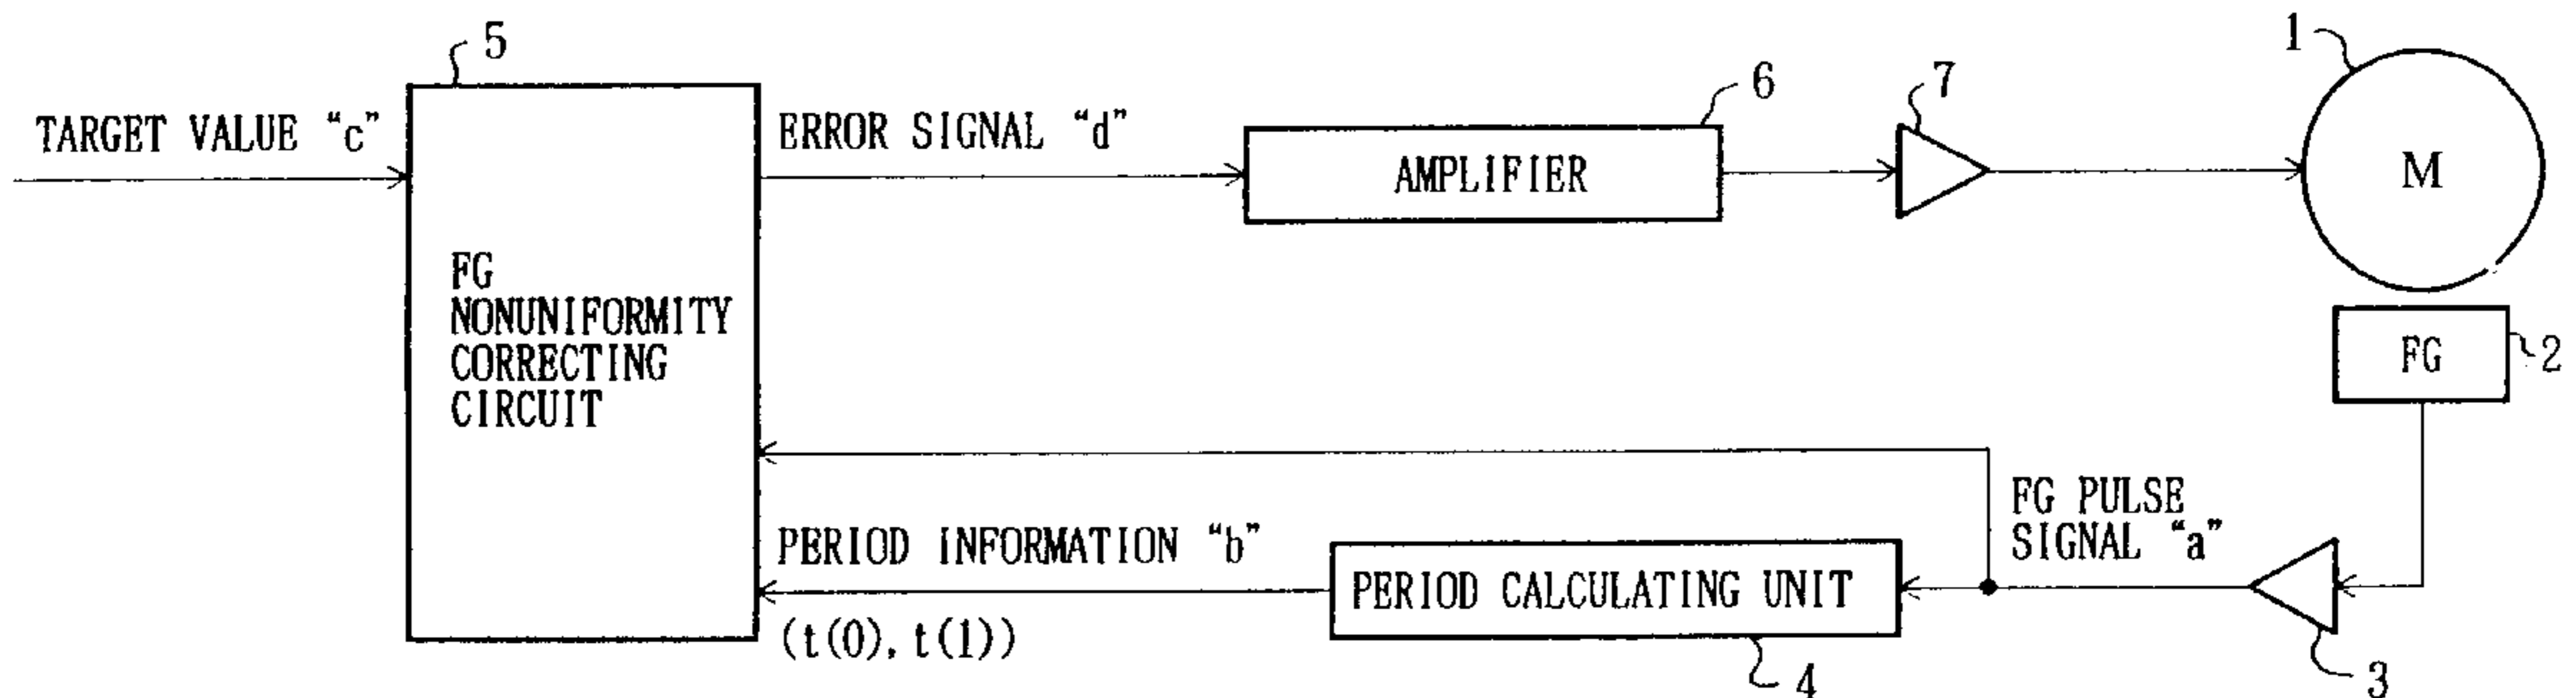 5
TARGET VALUE “c”
ERROR SIGNAL “d”
6
AMPLIFIER
7
1
M
FG
NONUNIFORMITY
CORRECTING
CIRCUIT
FG
2
FG PULSE
SIGNAL “a”
PERIOD INFORMATION “b”
(t(0), t(1))
PERIOD CALCULATING UNIT
4
3